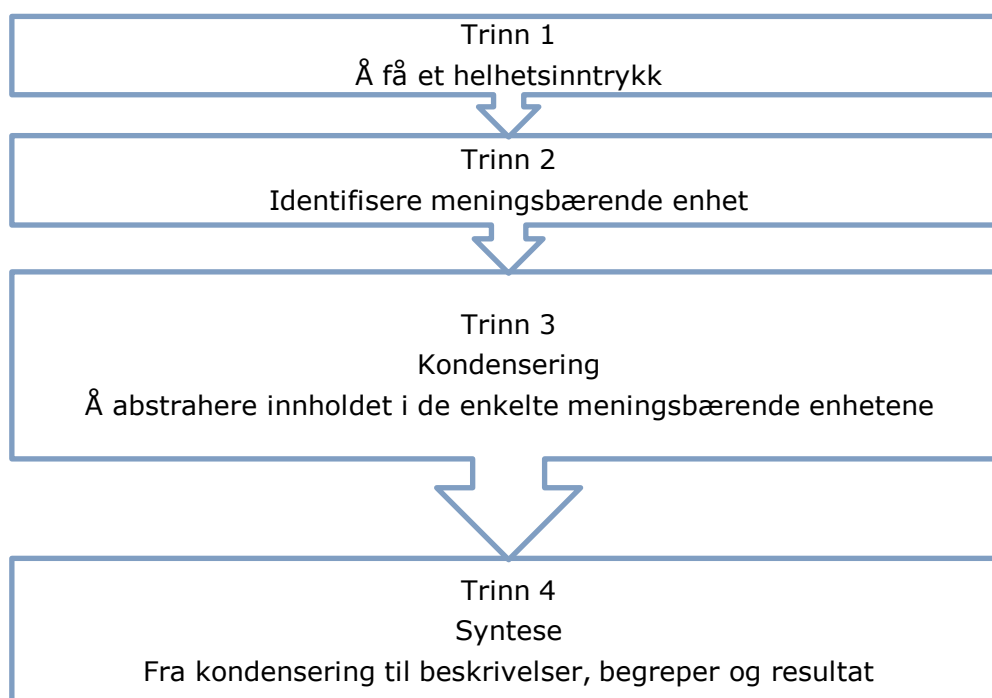 Trinn 1
Å få et helhetsinntrykk
Trinn 2
Identifisere meningsbærende enhet
Trinn 3
Kondensering
Å abstrahere innholdet i de enkelte meningsbærende enhetene
Trinn 4
Syntese
Fra kondensering til beskrivelser, begreper og resultat